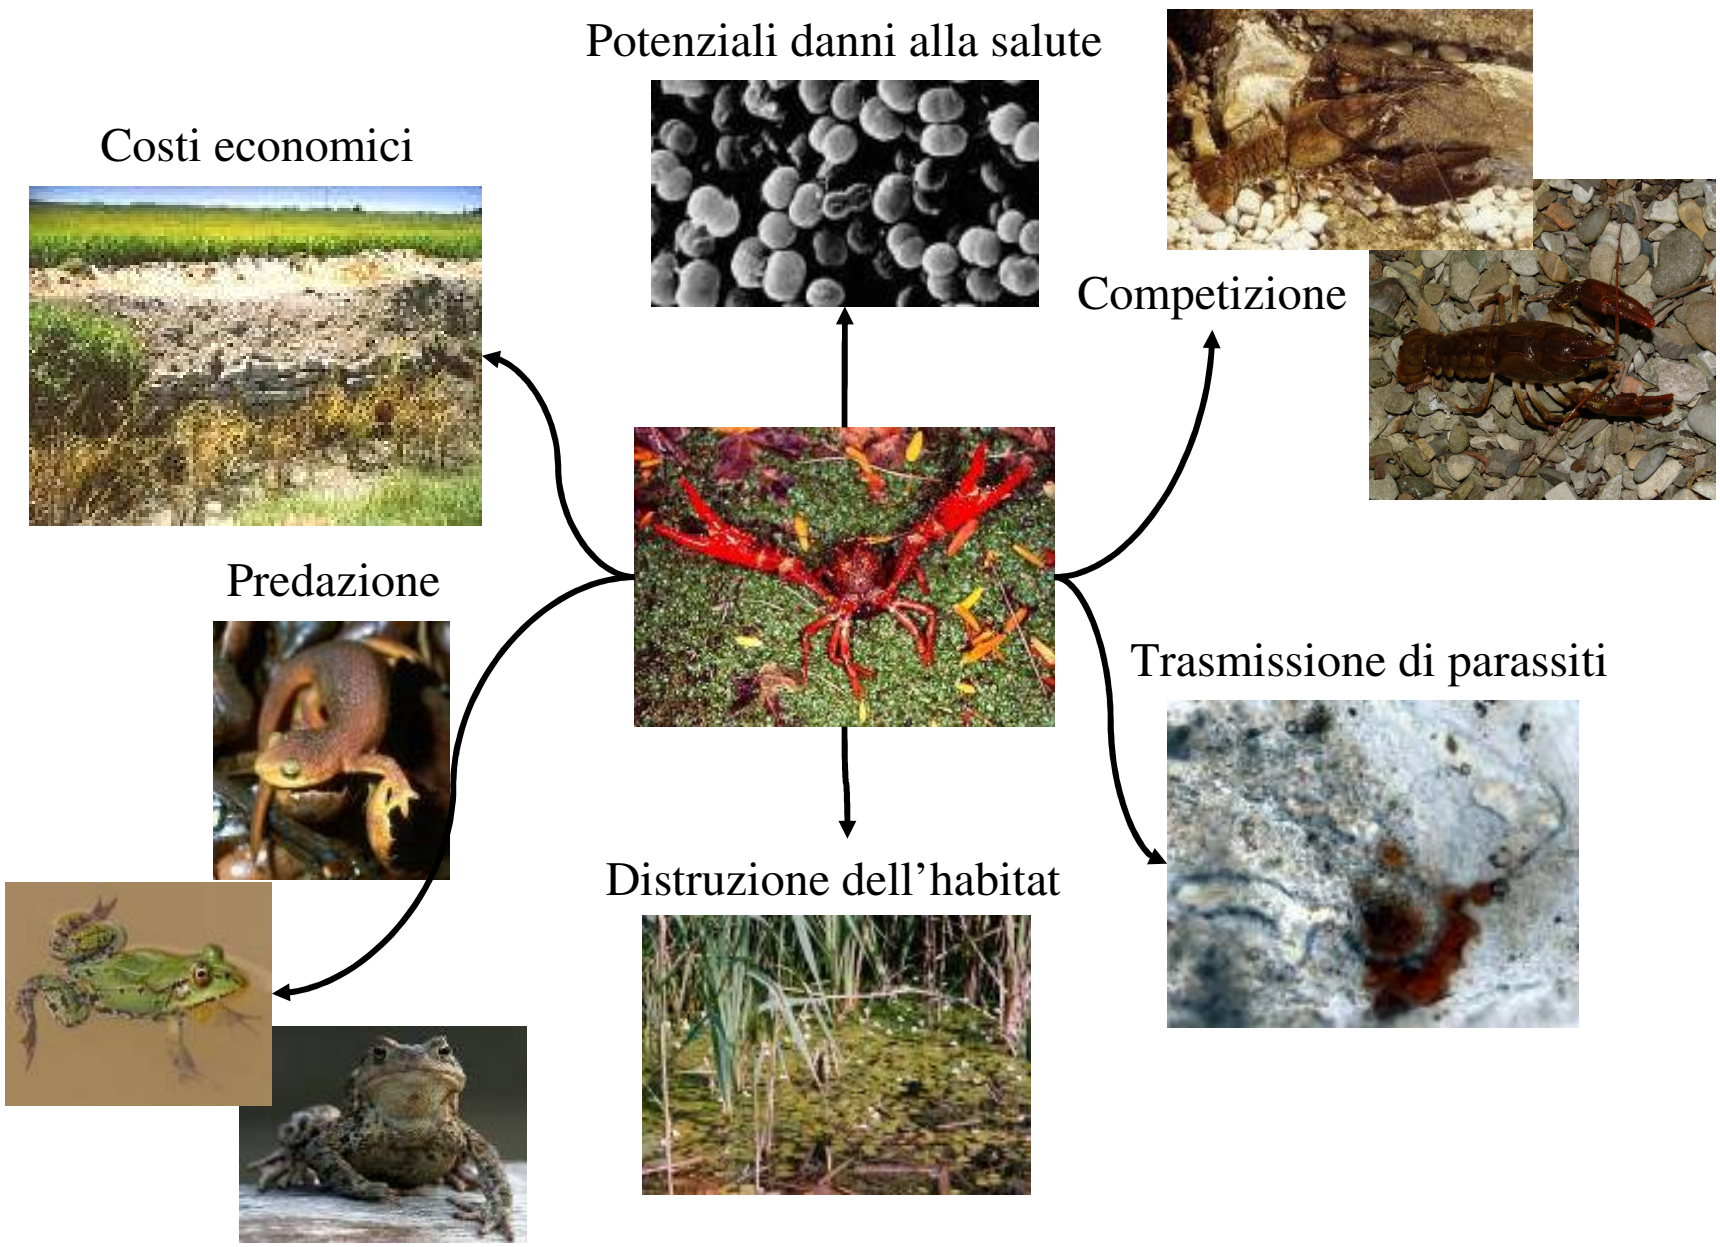 Potenziali danni alla salute
Costi economici
Competizione
Predazione
Trasmissione di parassiti
Distruzione dell’habitat